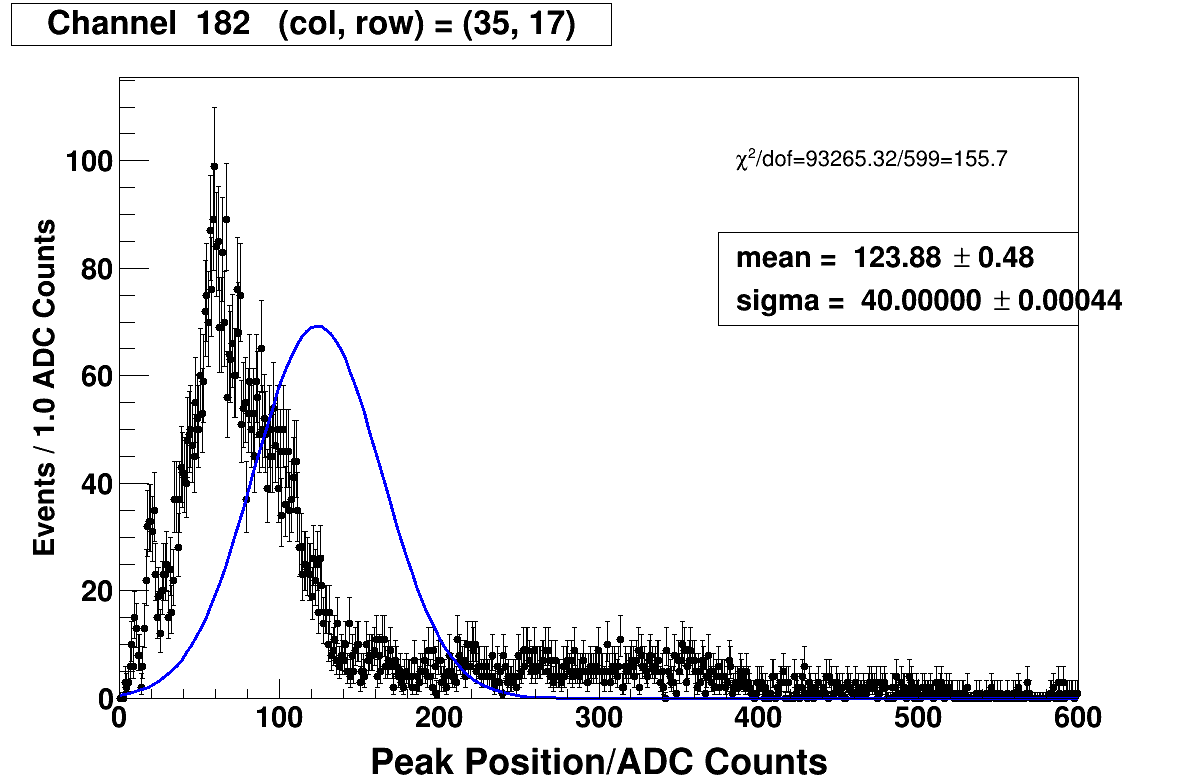 Channel 182 (col, row) = (35, 17)
χ²/dof=93265.32/599=155.7
mean = 123.88 ± 0.48
sigma = 40.00000 ± 0.00044
Events / 1.0 ADC Counts
100
80
60
40
20
0
0 100 200 300 400 500 600
Peak Position/ADC Counts